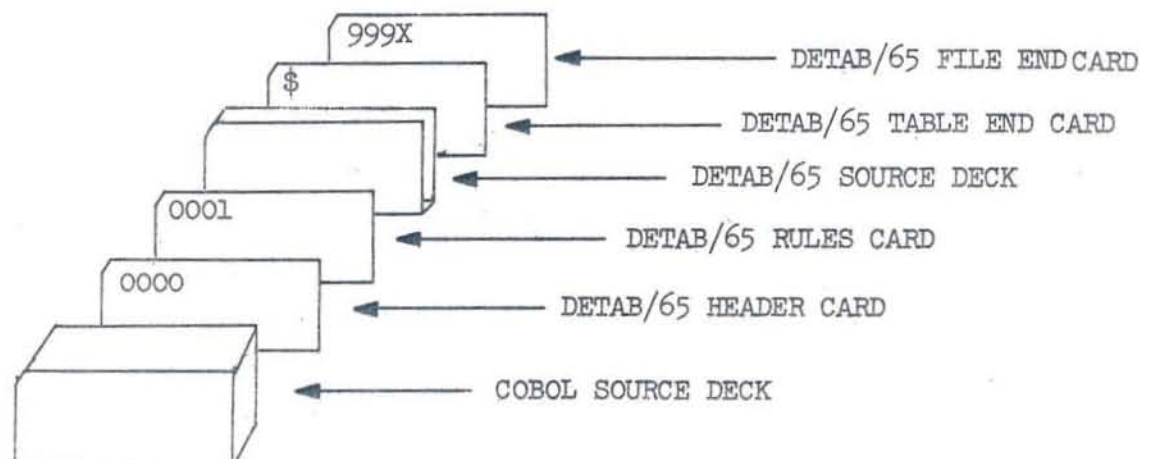 999X
DETAB/65 FILE END CARD
$
DETAB/65 TABLE END CARD
DETAB/65 SOURCE DECK
0001
DETAB/65 RULES CARD
0000
DETAB/65 HEADER CARD
COBOL SOURCE DECK